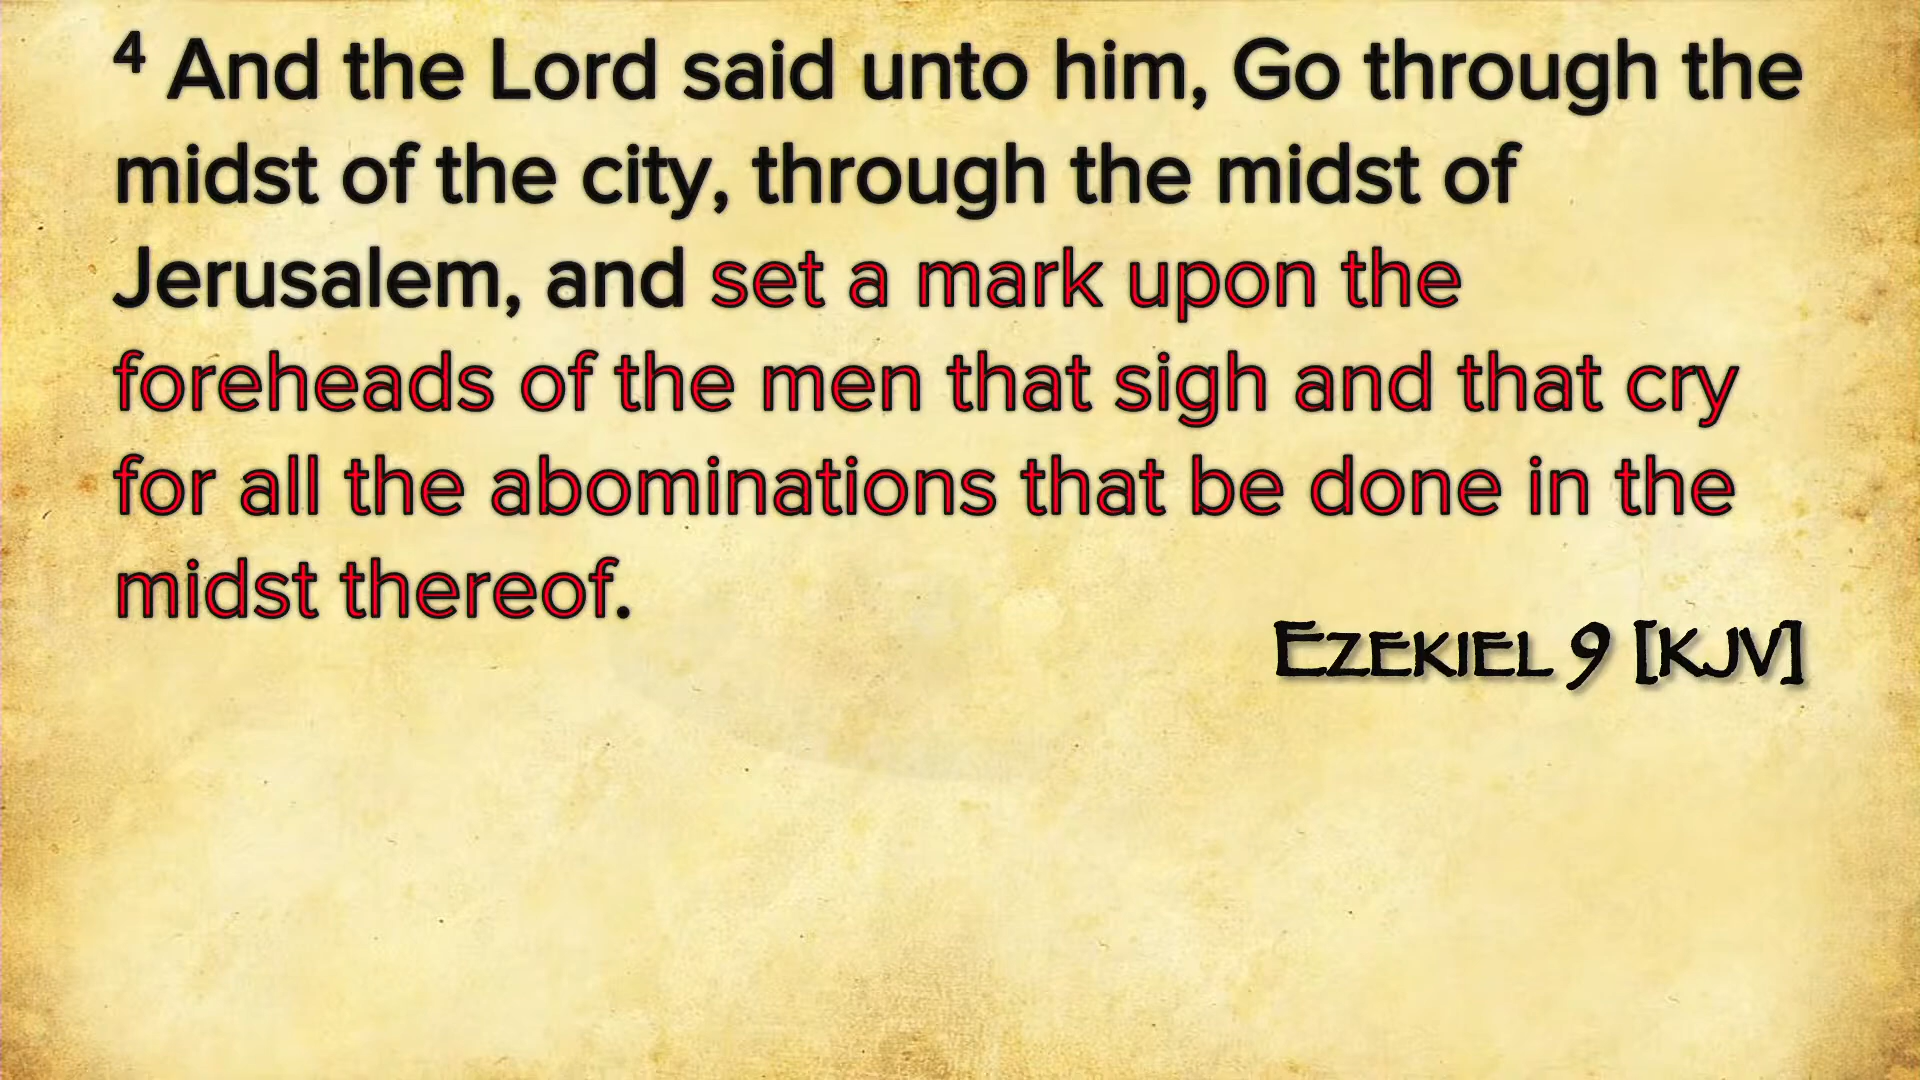 ⁴ And the Lord said unto him, Go through the
midst of the city, through the midst of
Jerusalem, and set a mark upon the
foreheads of the men that sigh and that cry
for all the abominations that be done in the
midst thereof.
Ezekiel 9 [KJV]